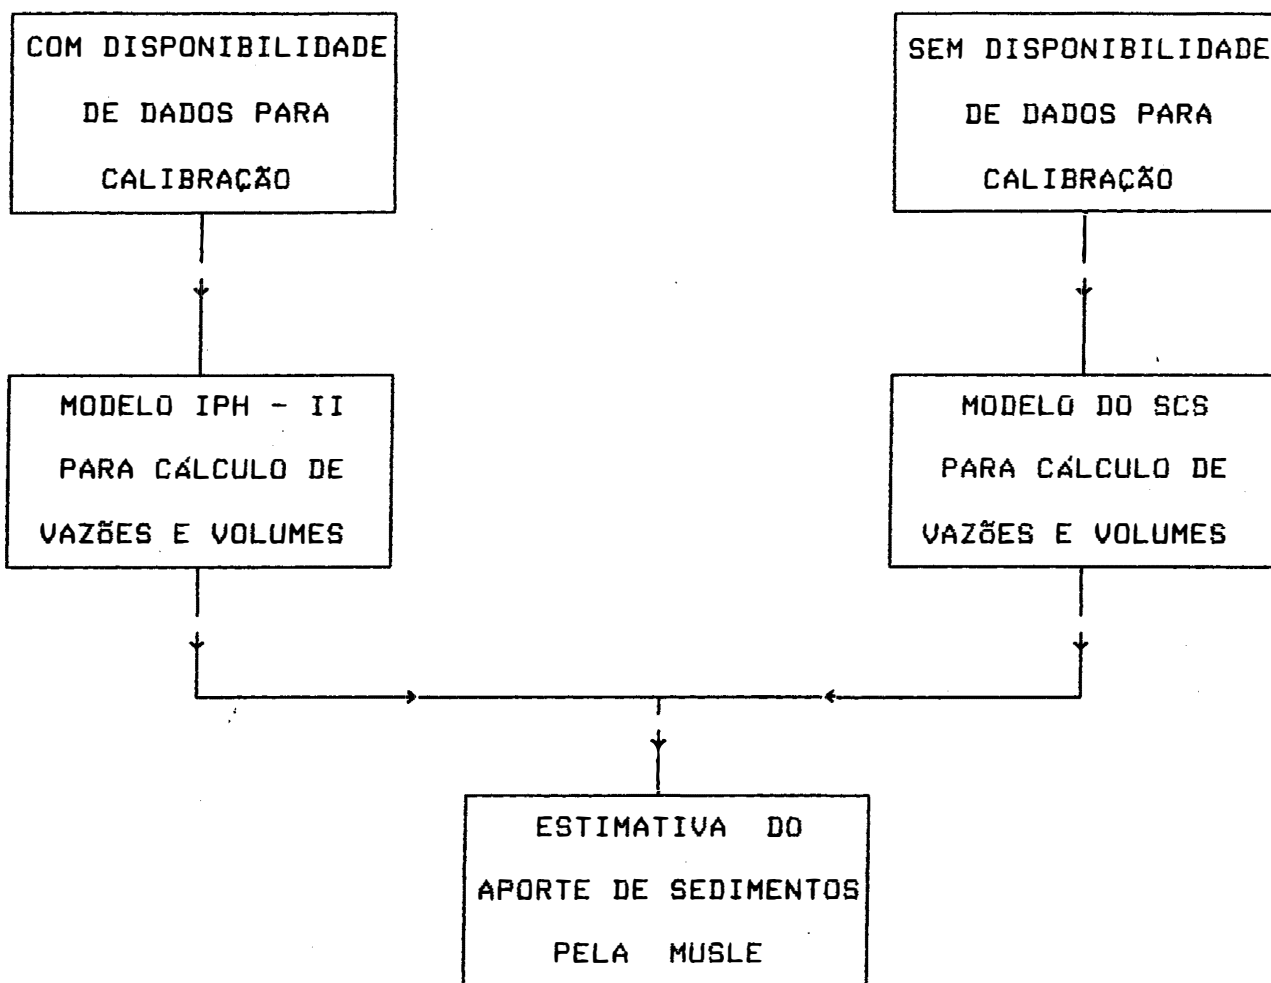 COM DISPONIBILIDADE
DE DADOS PARA
CALIBRAÇÃO
SEM DISPONIBILIDADE
DE DADOS PARA
CALIBRAÇÃO
MODELO IPH - II
PARA CÁLCULO DE
VAZÕES E VOLUMES
MODELO DO SCS
PARA CÁLCULO DE
VAZÕES E VOLUMES
ESTIMATIVA DO
APORTE DE SEDIMENTOS
PELA MUSLE